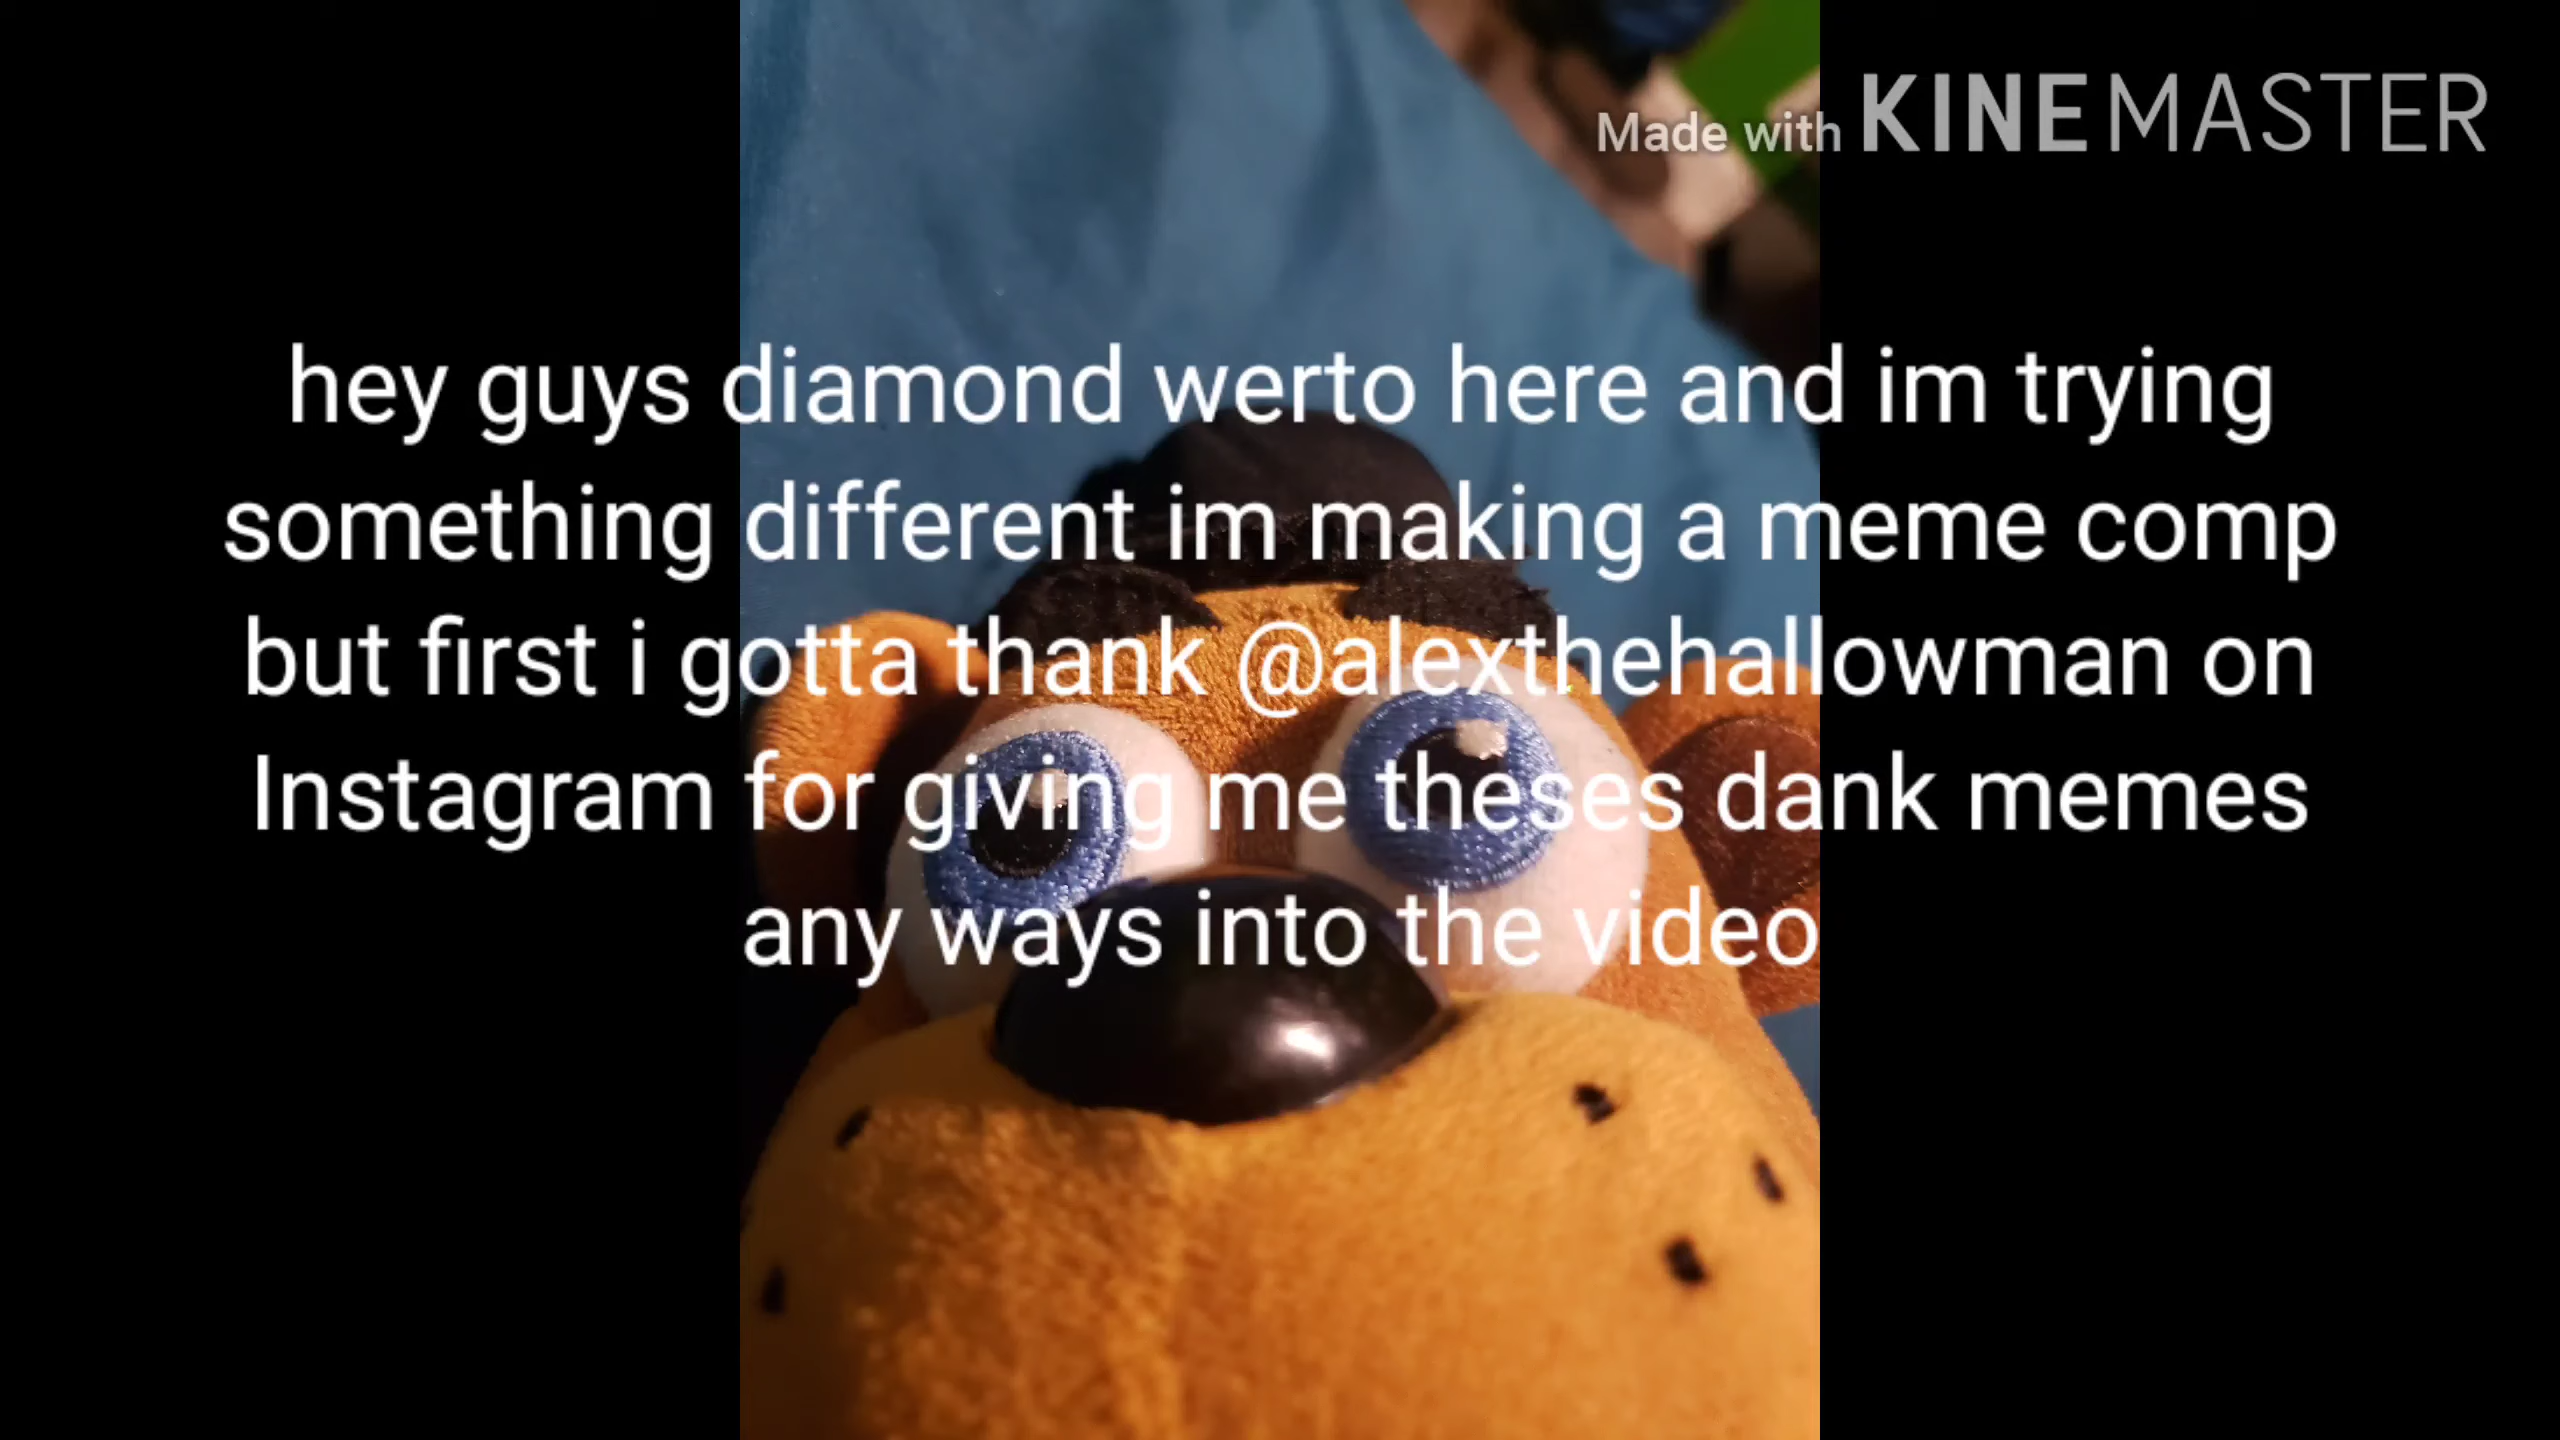 Made with KINEMASTER
hey guys diamond werto here and im trying
something different im making a meme comp
but first i gotta thank @alexthehallowman on
Instagram for giving me theses dank memes
any ways into the video